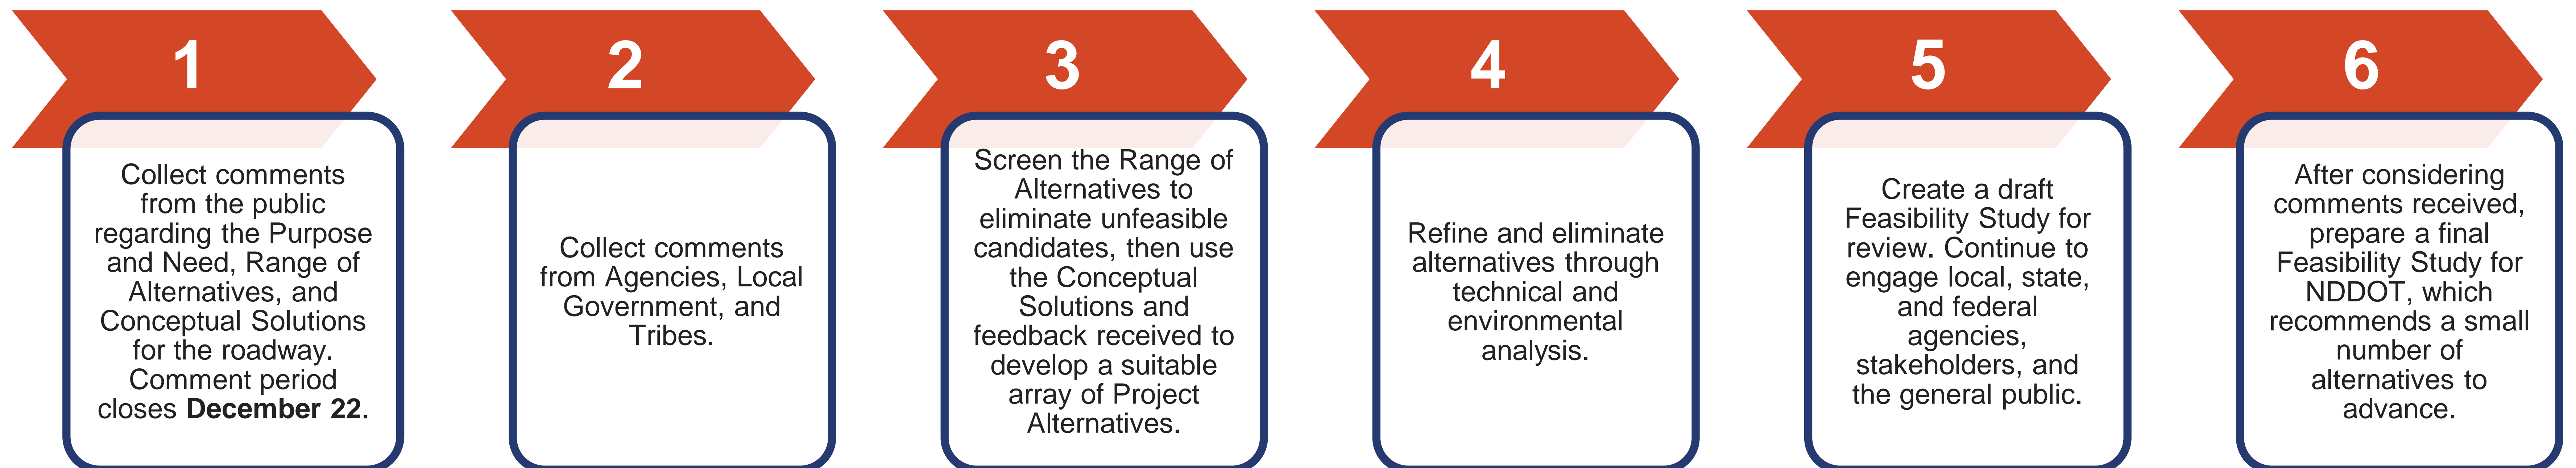 1
Collect comments
from the public
regarding the Purpose
and Need, Range of
Alternatives, and
Conceptual Solutions
for the roadway.
Comment period
closes December 22.
2
Collect comments
from Agencies, Local
Government, and
Tribes.
3
Screen the Range of
Alternatives to
eliminate unfeasible
candidates, then use
the Conceptual
Solutions and
feedback received to
develop a suitable
array of Project
Alternatives.
4
Refine and eliminate
alternatives through
technical and
environmental
analysis.
5
Create a draft
Feasibility Study for
review. Continue to
engage local, state,
and federal
agencies,
stakeholders, and
the general public.
6
After considering
comments received,
prepare a final
Feasibility Study for
NDDOT, which
recommends a small
number of
alternatives to
advance.